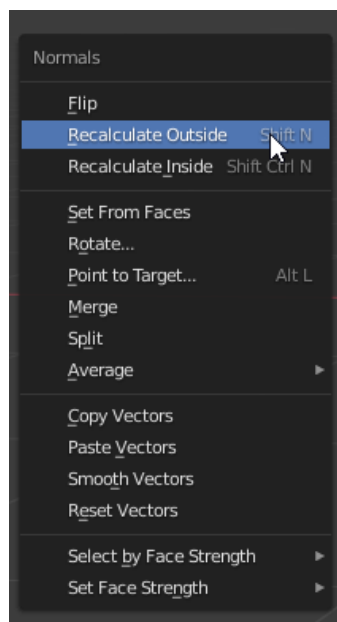 Normals
Flip
Recalculate Outside Shift N
Recalculate Inside Shift Ctrl N
Set From Faces
Rotate...
Point to Target... Alt L
Merge
Split
Average
Copy Vectors
Paste Vectors
Smooth Vectors
Reset Vectors
Select by Face Strength
Set Face Strength